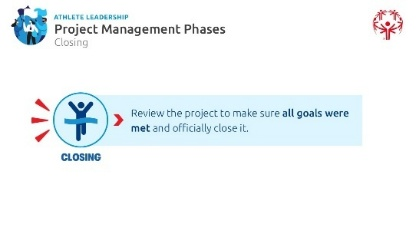 ATHLETE LEADERSHIP
Project Management Phases
Closing
Review the project to make sure all goals were
met and officially close it.
CLOSING